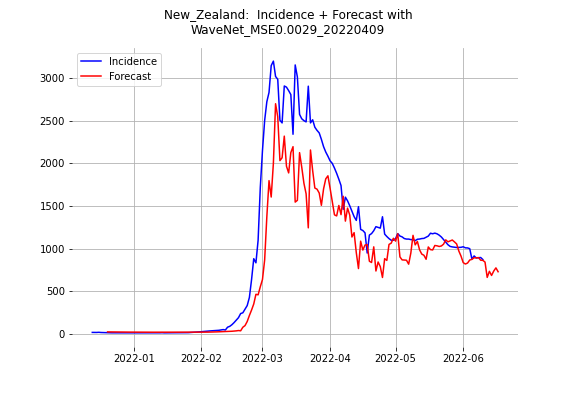 New_Zealand:  Incidence + Forecast with
WaveNet_MSE0.0029_20220409
Incidence
Forecast
3000
2500
2000
1500
1000
500
0
2022-01 2022-02 2022-03 2022-04 2022-05 2022-06